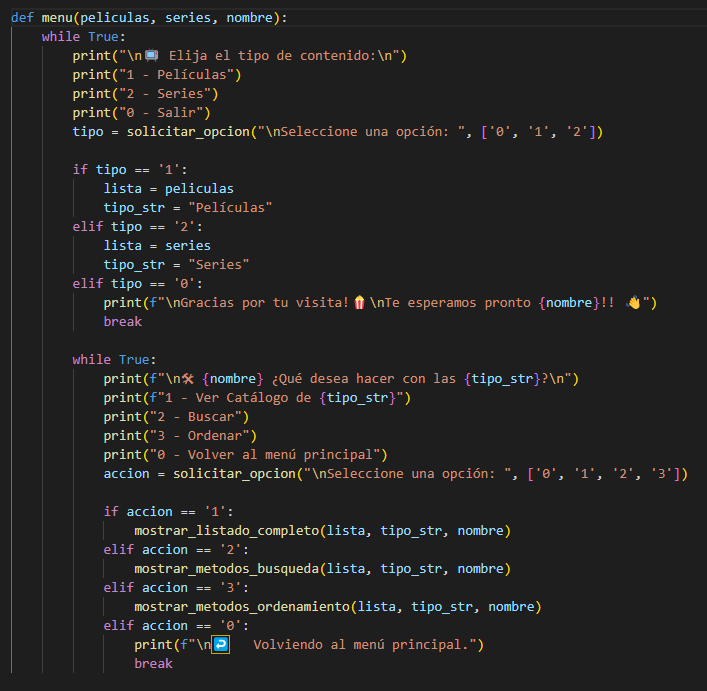 def menu(peliculas, series, nombre):
    while True:
        print("\n📺 Elija el tipo de contenido:\n")
        print("1 - Películas")
        print("2 - Series")
        print("0 - Salir")
        tipo = solicitar_opcion("\nSeleccione una opción: ", ['0', '1', '2'])

        if tipo == '1':
            lista = peliculas
            tipo_str = "Películas"
        elif tipo == '2':
            lista = series
            tipo_str = "Series"
        elif tipo == '0':
            print(f"\nGracias por tu visita!🍿\nTe esperamos pronto {nombre}!! 👋")
            break

        while True:
            print(f"\n🛠 {nombre} ¿Qué desea hacer con las {tipo_str}?\n")
            print(f"1 - Ver Catálogo de {tipo_str}")
            print("2 - Buscar")
            print("3 - Ordenar")
            print("0 - Volver al menú principal")
            accion = solicitar_opcion("\nSeleccione una opción: ", ['0', '1', '2', '3'])

            if accion == '1':
                mostrar_listado_completo(lista, tipo_str, nombre)
            elif accion == '2':
                mostrar_metodos_busqueda(lista, tipo_str, nombre)
            elif accion == '3':
                mostrar_metodos_ordenamiento(lista, tipo_str, nombre)
            elif accion == '0':
                print(f"\n↩️   Volviendo al menú principal.")
                break